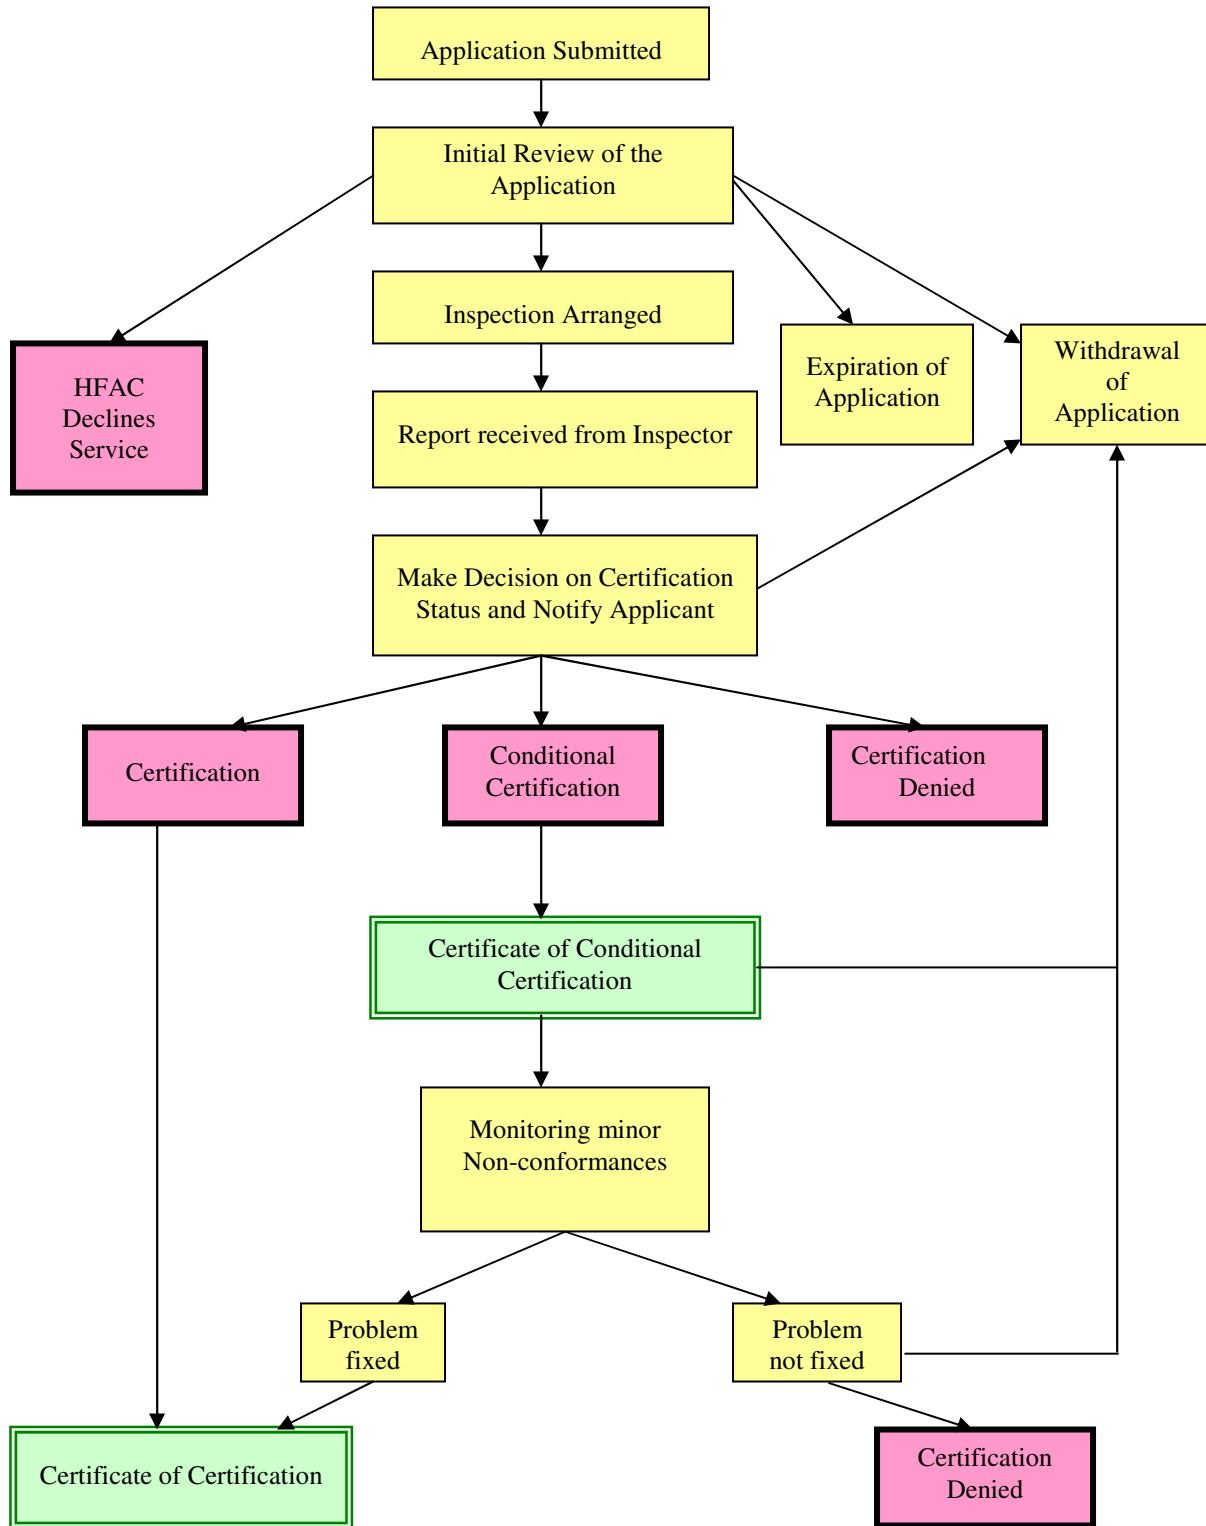 Application Submitted
Initial Review of the
Application
Inspection Arranged
HFAC
Declines
Service
Expiration of
Application
Withdrawal
of
Application
Report received from Inspector
Make Decision on Certification
Status and Notify Applicant
Certification
Conditional
Certification
Certification
Denied
Certificate of Conditional
Certification
Monitoring minor
Non-conformances
Problem
fixed
Problem
not fixed
Certificate of Certification
Certification
Denied